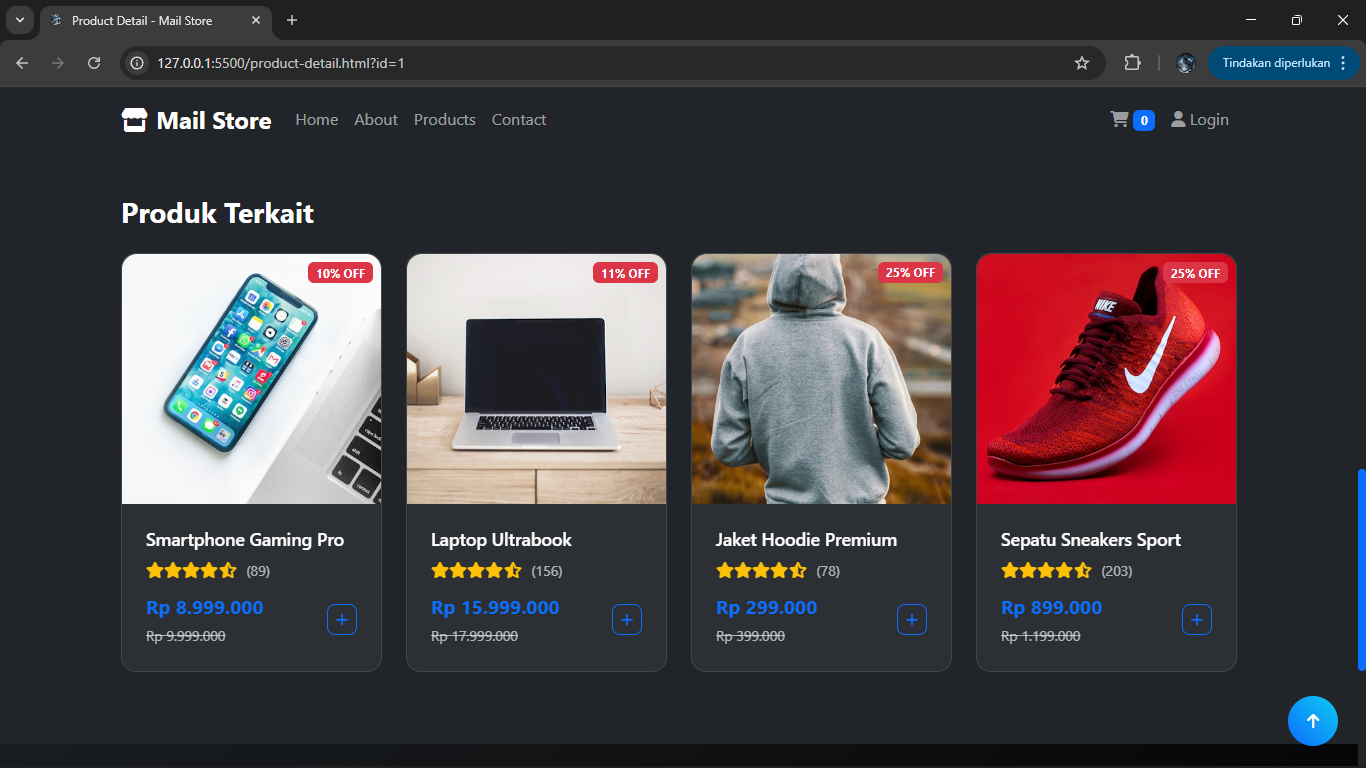 Product Detail - Mail Store
127.0.0.1:5500/product-detail.html?id=1
Tindakan diperlukan
Mail Store
Home About Products Contact
0
Login
Produk Terkait
10% OFF
11% OFF
25% OFF
25% OFF
NIKE
Smartphone Gaming Pro
(89)
Rp 8.999.000
Rp 9.999.000
Laptop Ultrabook
(156)
Rp 15.999.000
Rp 17.999.000
Jaket Hoodie Premium
(78)
Rp 299.000
Rp 399.000
Sepatu Sneakers Sport
(203)
Rp 899.000
Rp 1.199.000